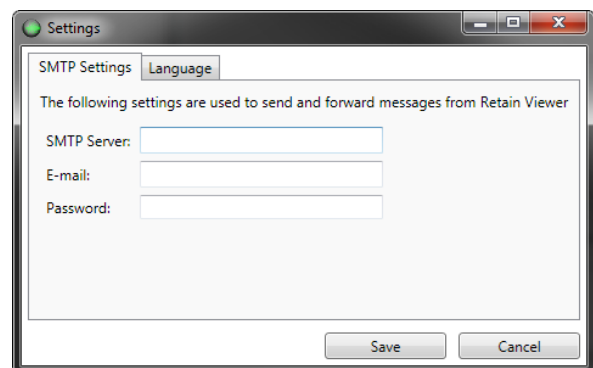 Settings
SMTP Settings Language
The following settings are used to send and forward messages from Retain Viewer
SMTP Server:
E-mail:
Password:
Save Cancel